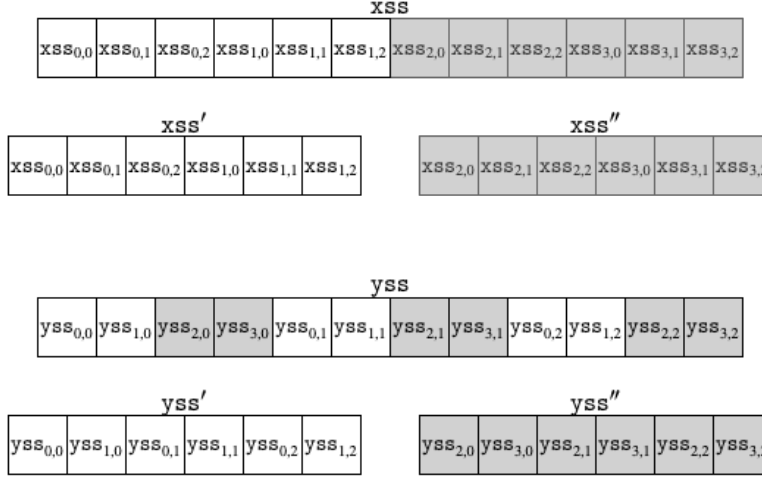 xss
xss0,0 xss0,1 xss0,2 xss1,0 xss1,1 xss1,2 xss2,0 xss2,1 xss2,2 xss3,0 xss3,1 xss3,2
xss′ xss″
xss0,0 xss0,1 xss0,2 xss1,0 xss1,1 xss1,2 xss2,0 xss2,1 xss2,2 xss3,0 xss3,1 xss3,2
yss
yss0,0 yss1,0 yss2,0 yss3,0 yss0,1 yss1,1 yss2,1 yss3,1 yss0,2 yss1,2 yss2,2 yss3,2
yss′ yss″
yss0,0 yss1,0 yss0,1 yss1,1 yss0,2 yss1,2 yss2,0 yss3,0 yss2,1 yss3,1 yss2,2 yss3,2